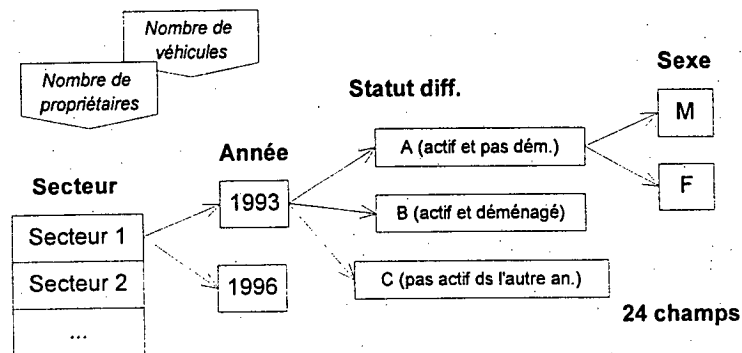 Nombre de
véhicules
Nombre de
propriétaires
Sexe
Statut diff.
M
Année
A (actif et pas dém.)
F
Secteur
1993
B (actif et déménagé)
Secteur 1
Secteur 2
1996
C (pas actif ds l'autre an.)
...
24 champs